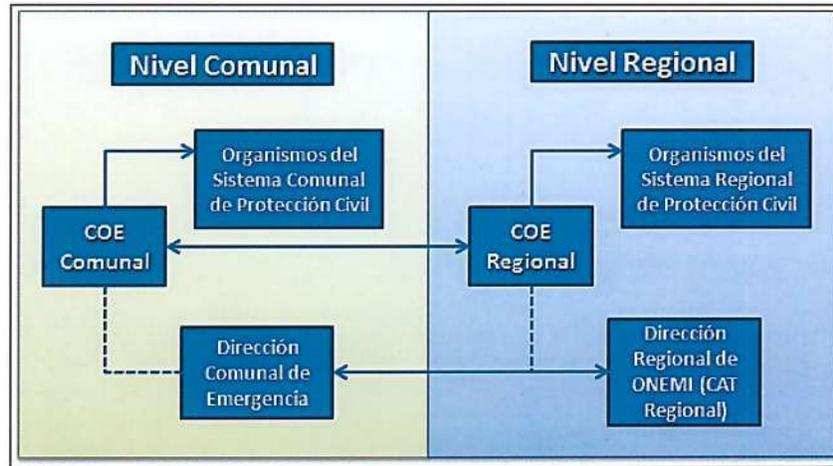 Nivel Comunal
Organismos del
Sistema Comunal
de Protección Civil
COE
Comunal
Dirección
Comunal de
Emergencia
Nivel Regional
Organismos del
Sistema Regional
de Protección Civil
COE
Regional
Dirección
Regional de
ONEMI (CAT
Regional)